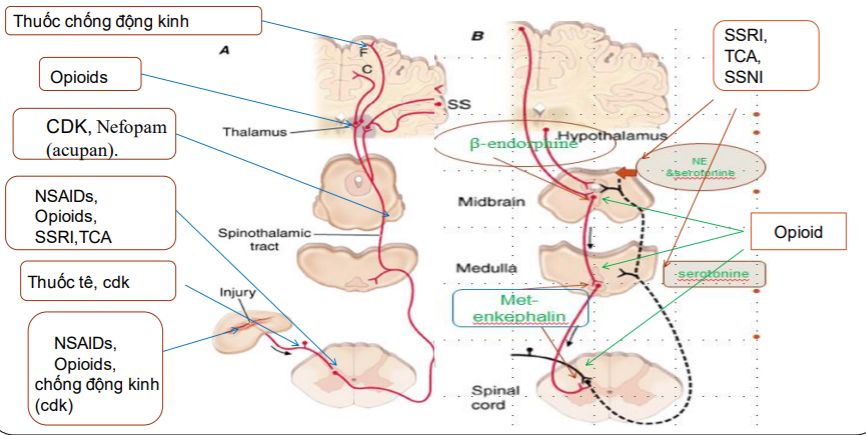 Thuốc chống động kinh
A
F
C
SS
Opioids
Thalamus
CDK, Nefopam
(acupan).
NSAIDs,
Opioids,
SSRI,TCA
Spinothalamic
tract
Thuốc tê, cdk
Injury
NSAIDs,
Opioids,
chống động kinh
(cdk)
B
SSRI,
TCA,
SSNI
Hypothalamus
β-endorphine
NE
&serotonine
Midbrain
Opioid
Medulla
serotonine
Met-
enkephalin
Spinal
cord